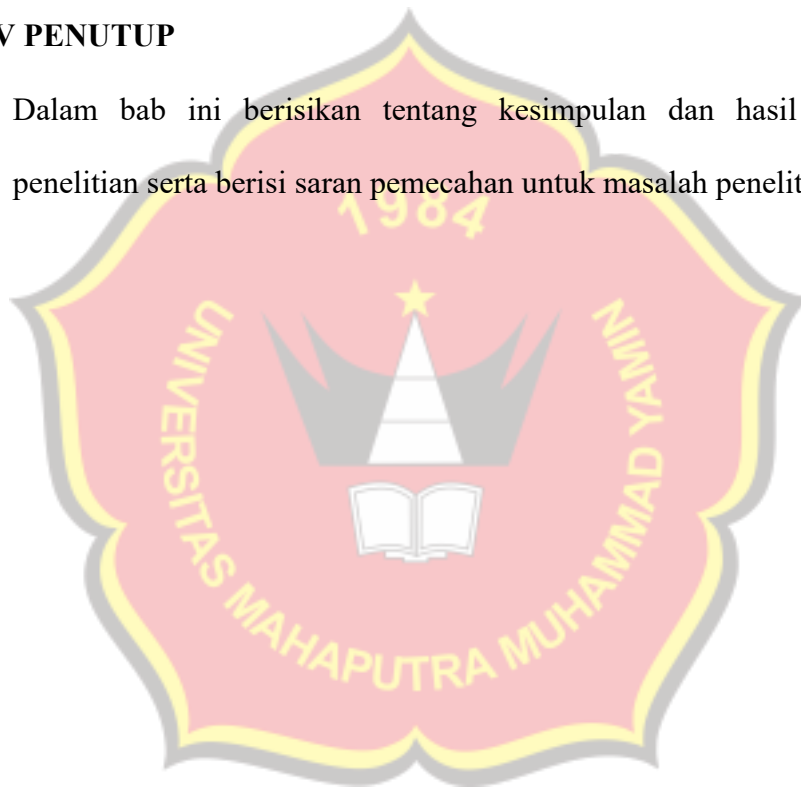 V PENUTUP
Dalam bab ini berisikan tentang kesimpulan dan hasil
penelitian serta berisi saran pemecahan untuk masalah penelit
1984
UNIVERSITAS MAHAPUTRA MUHAMMAD YAMIN